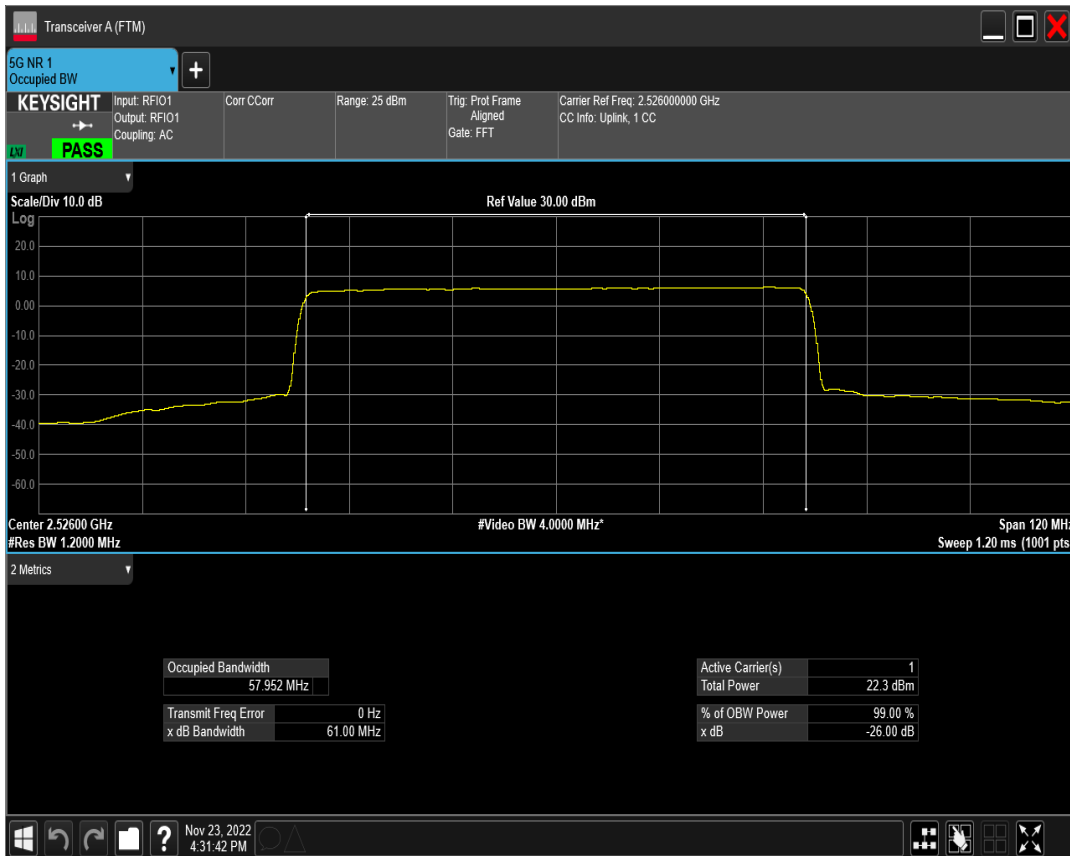 Transceiver A (FTM)
5G NR 1
Occupied BW
KEYSIGHT
LXI
PASS
Input: RFIO1
Output: RFIO1
Coupling: AC
Corr CCorr
Range: 25 dBm
Trig: Prot Frame
Aligned
Gate: FFT
Carrier Ref Freq: 2.526000000 GHz
CC Info: Uplink, 1 CC
1 Graph
Scale/Div 10.0 dB
Ref Value 30.00 dBm
Log
20.0
10.0
0.00
-10.0
-20.0
-30.0
-40.0
-50.0
-60.0
Center 2.52600 GHz
#Video BW 4.0000 MHz*
Span 120 MHz
#Res BW 1.2000 MHz
Sweep 1.20 ms (1001 pts
2 Metrics
Occupied Bandwidth
57.952 MHz
Transmit Freq Error 0 Hz
x dB Bandwidth 61.00 MHz
Active Carrier(s) 1
Total Power 22.3 dBm
% of OBW Power 99.00 %
x dB -26.00 dB
Nov 23, 2022
4:31:42 PM